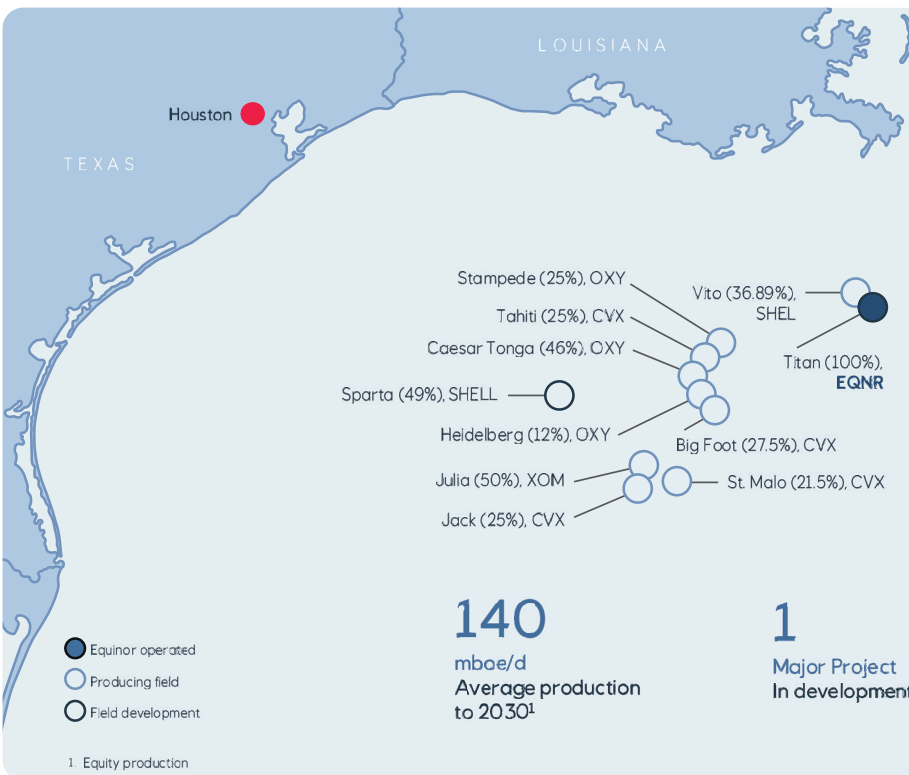 LOUISIANA
Houston
TEXAS
Stampede (25%), OXY
Vito (36.89%),
SHEL
Tahiti (25%), CVX
Caesar Tonga (46%), OXY
Titan (100%),
EQNR
Sparta (49%), SHELL
Heidelberg (12%), OXY
Big Foot (27.5%), CVX
Julia (50%), XOM
St. Malo (21.5%), CVX
Jack (25%), CVX
140
mboe/d
Average production
to 2030¹
1
Major Project
In development
Equinor operated
Producing field
Field development
1. Equity production